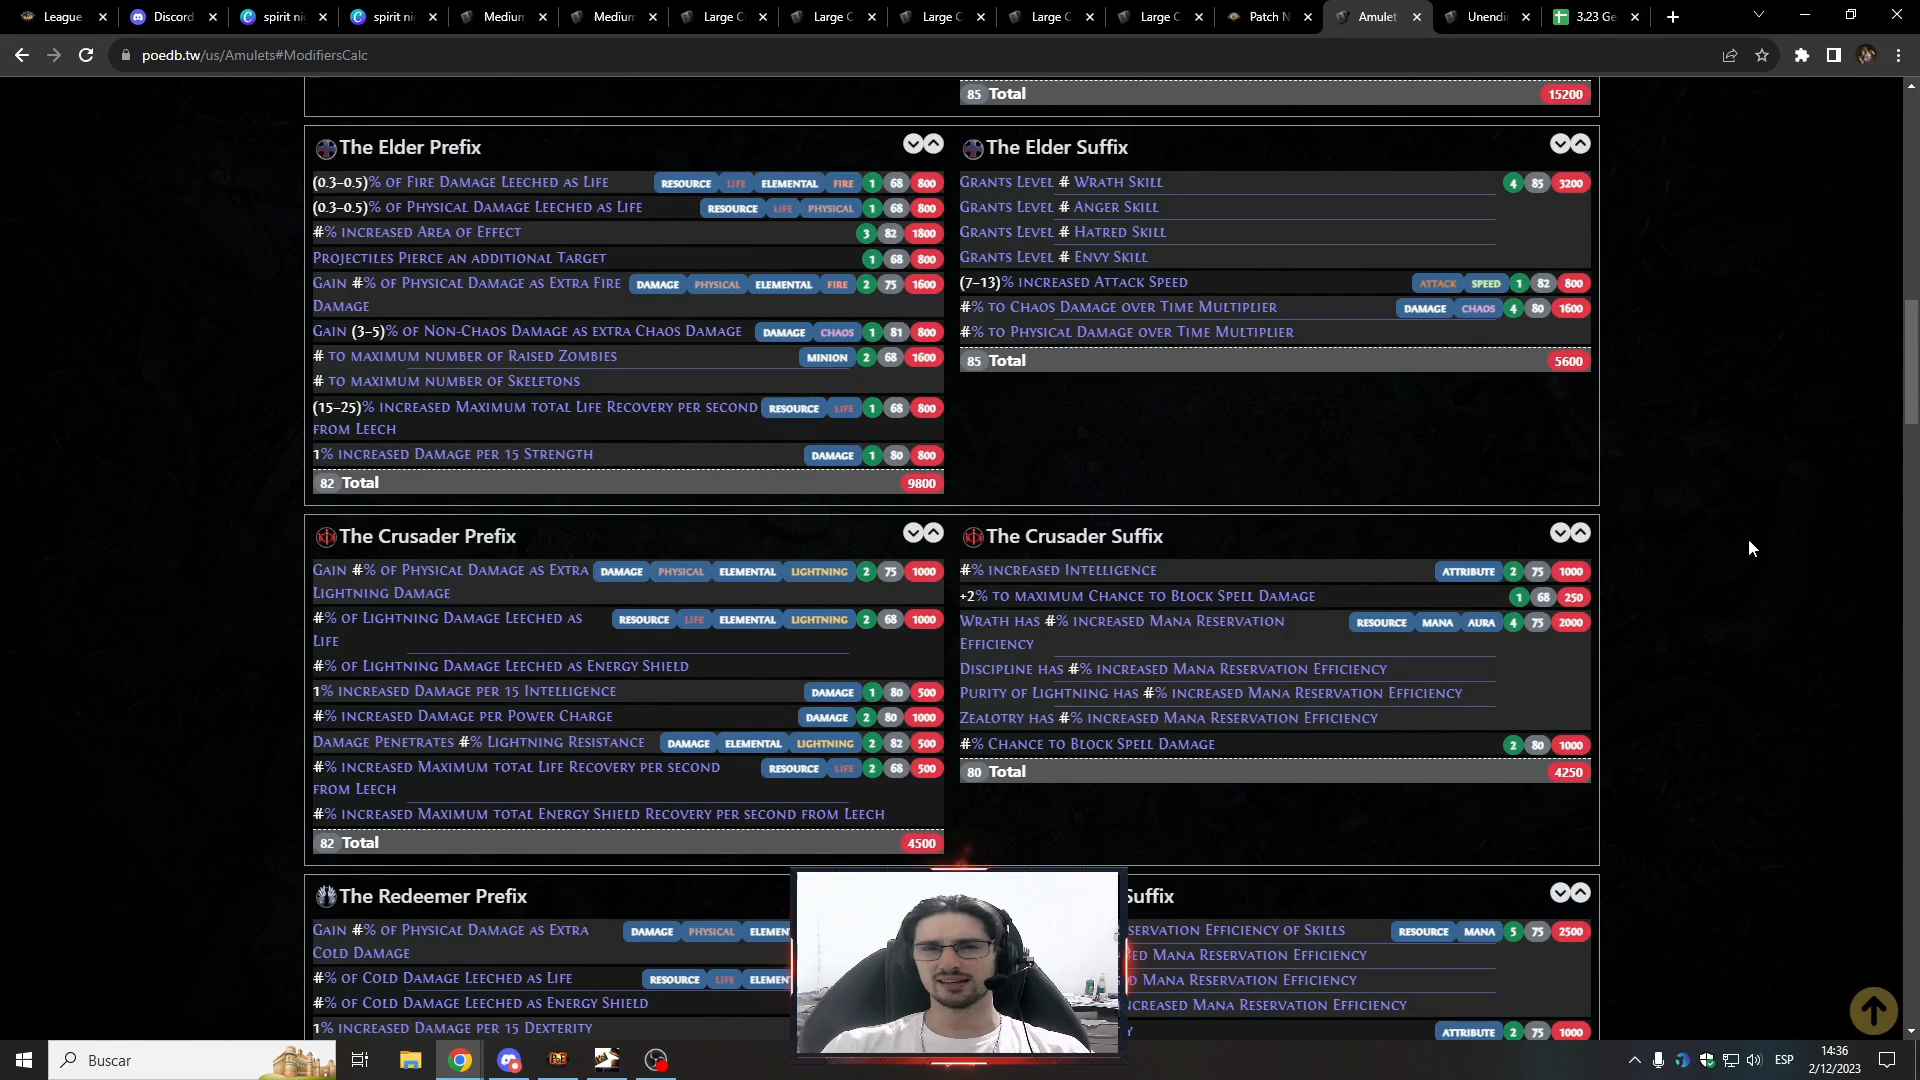 League
Discord
spirit ni
spirit ni
Medium
Medium
Large C
Large C
Large C
Large C
Large C
Patch N
Amulet
Unendi
3.23 Ge
poedb.tw/us/Amulets#ModifiersCalc
85 Total 15200
The Elder Prefix
(0.3–0.5)% of Fire Damage Leeched as Life RESOURCE LIFE ELEMENTAL FIRE 1 68 800
(0.3–0.5)% of Physical Damage Leeched as Life RESOURCE LIFE PHYSICAL 1 68 800
#% increased Area of Effect 3 82 1800
Projectiles Pierce an additional Target 1 68 800
Gain #% of Physical Damage as Extra Fire DAMAGE PHYSICAL ELEMENTAL FIRE 2 75 1600
Damage
Gain (3–5)% of Non-Chaos Damage as extra Chaos Damage DAMAGE CHAOS 1 81 800
# to maximum number of Raised Zombies MINION 2 68 1600
# to maximum number of Skeletons
(15–25)% increased Maximum total Life Recovery per second RESOURCE LIFE 1 68 800
from Leech
1% increased Damage per 15 Strength DAMAGE 1 80 800
82 Total 9800
The Elder Suffix
Grants Level # Wrath Skill 4 85 3200
Grants Level # Anger Skill
Grants Level # Hatred Skill
Grants Level # Envy Skill
(7–13)% increased Attack Speed ATTACK SPEED 1 82 800
#% to Chaos Damage over Time Multiplier DAMAGE CHAOS 4 80 1600
#% to Physical Damage over Time Multiplier
85 Total 5600
The Crusader Prefix
Gain #% of Physical Damage as Extra DAMAGE PHYSICAL ELEMENTAL LIGHTNING 2 75 1000
Lightning Damage
#% of Lightning Damage Leeched as RESOURCE LIFE ELEMENTAL LIGHTNING 2 68 1000
Life
#% of Lightning Damage Leeched as Energy Shield
1% increased Damage per 15 Intelligence DAMAGE 1 80 500
#% increased Damage per Power Charge DAMAGE 2 80 1000
Damage Penetrates #% Lightning Resistance DAMAGE ELEMENTAL LIGHTNING 2 82 500
#% increased Maximum total Life Recovery per second RESOURCE LIFE 2 68 500
from Leech
#% increased Maximum total Energy Shield Recovery per second from Leech
82 Total 4500
The Crusader Suffix
#% increased Intelligence ATTRIBUTE 2 75 1000
+2% to maximum Chance to Block Spell Damage 1 68 250
Wrath has #% increased Mana Reservation RESOURCE MANA AURA 4 75 2000
Efficiency
Discipline has #% increased Mana Reservation Efficiency
Purity of Lightning has #% increased Mana Reservation Efficiency
Zealotry has #% increased Mana Reservation Efficiency
#% Chance to Block Spell Damage 2 80 1000
80 Total 4250
The Redeemer Prefix
Gain #% of Physical Damage as Extra DAMAGE PHYSICAL ELEMEN
Cold Damage
#% of Cold Damage Leeched as Life RESOURCE LIFE ELEMEN
#% of Cold Damage Leeched as Energy Shield
1% increased Damage per 15 Dexterity
Suffix
servation Efficiency of Skills RESOURCE MANA 5 75 2500
ed Mana Reservation Efficiency
d Mana Reservation Efficiency
ncreased Mana Reservation Efficiency
y ATTRIBUTE 2 75 1000
Buscar
ESP
14:36
2/12/2023